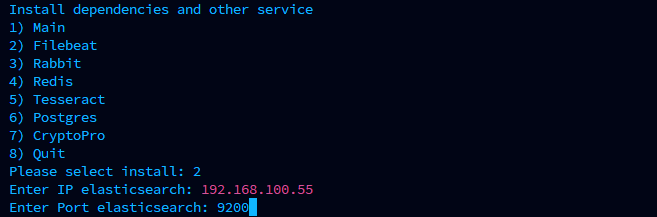 Install dependencies and other service
1) Main
2) Filebeat
3) Rabbit
4) Redis
5) Tesseract
6) Postgres
7) CryptoPro
8) Quit
Please select install: 2
Enter IP elasticsearch: 192.168.100.55
Enter Port elasticsearch: 9200